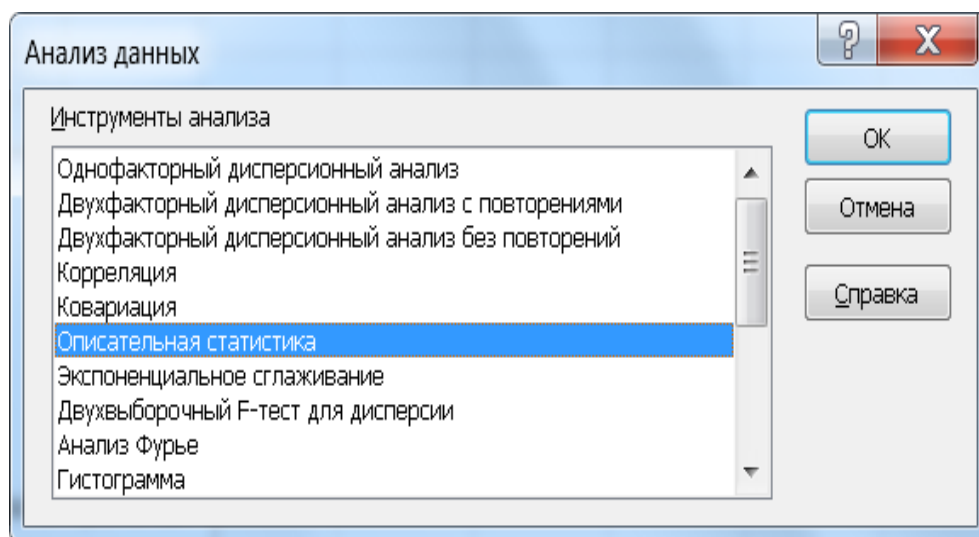 Анализ данных
Инструменты анализа
Однофакторный дисперсионный анализ
Двухфакторный дисперсионный анализ с повторениями
Двухфакторный дисперсионный анализ без повторений
Корреляция
Ковариация
Описательная статистика
Экспоненциальное сглаживание
Двухвыборочный F-тест для дисперсии
Анализ Фурье
Гистограмма
ОК
Отмена
Справка